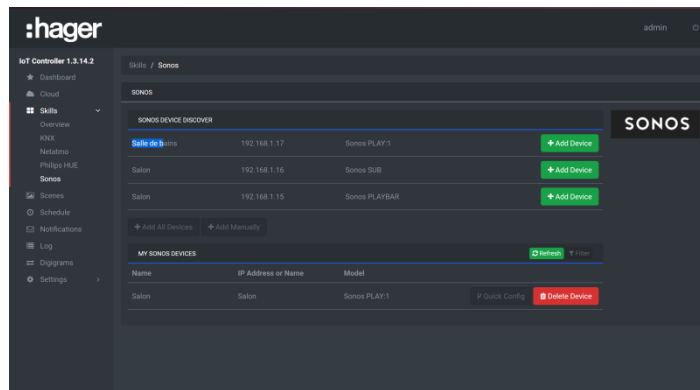 :hager
admin
IoT Controller 1.3.14.2
Dashboard
Cloud
Skills
Overview
KNX
Netatmo
Philips HUE
Sonos
Scenes
Schedule
Notifications
Log
Digigrams
Settings
Skills / Sonos
SONOS
SONOS DEVICE DISCOVER
Salle de bains 192.168.1.17 Sonos PLAY:1 + Add Device
Salon 192.168.1.16 Sonos SUB + Add Device
Salon 192.168.1.15 Sonos PLAYBAR + Add Device
+ Add All Devices + Add Manually
MY SONOS DEVICES Refresh Filter
Name IP Address or Name Model
Salon Salon Sonos PLAY:1 Quick Config Delete Device
SONOS